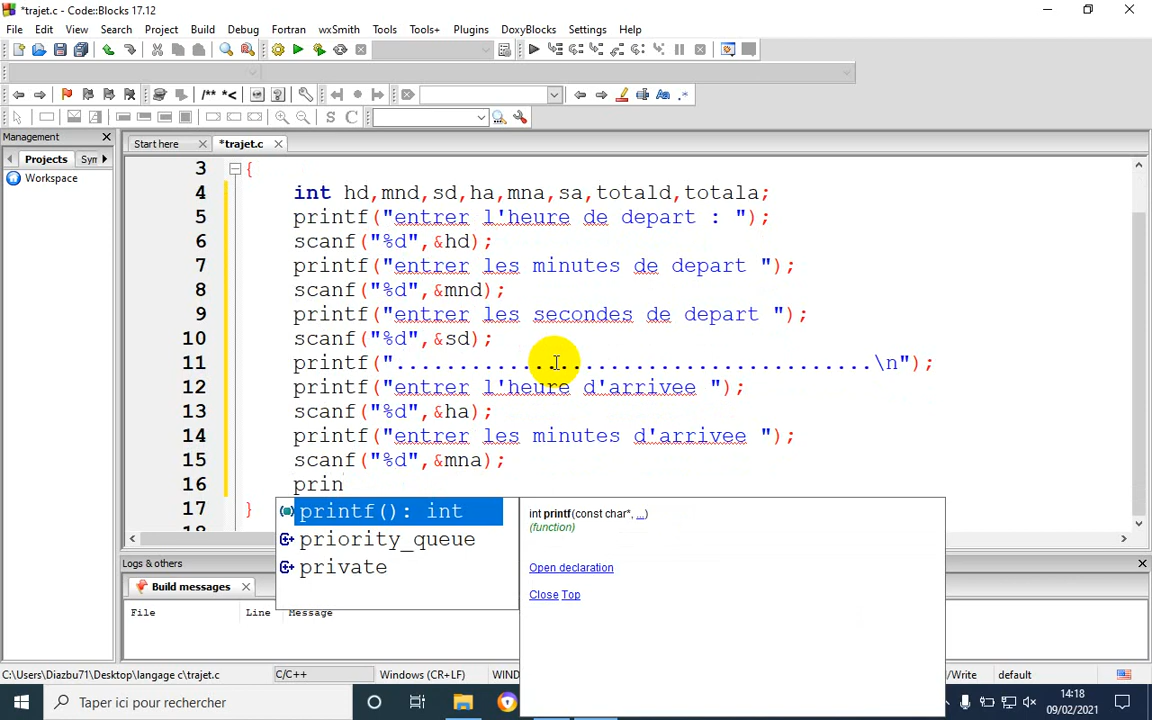 *trajet.c - Code::Blocks 17.12
File Edit View Search Project Build Debug Fortran wxSmith Tools Tools+ Plugins DoxyBlocks Settings Help
/** *< 
S C
Management
Start here *trajet.c
Projects Syn
Workspace
3 {
4 int hd,mnd,sd,ha,mna,sa,totald,totala;
5 printf("entrer l'heure de depart : ");
6 scanf("%d",&hd);
7 printf("entrer les minutes de depart ");
8 scanf("%d",&mnd);
9 printf("entrer les secondes de depart ");
10 scanf("%d",&sd);
11 printf("......................................\n");
12 printf("entrer l'heure d'arrivee ");
13 scanf("%d",&ha);
14 printf("entrer les minutes d'arrivee ");
15 scanf("%d",&mna);
16 prin
17 }
printf(): int
priority_queue
private
int printf(const char*, ...)
(function)
Open declaration
Close Top
Logs & others
Build messages
File Line Message
C:\Users\Diazbu71\Desktop\langage c\trajet.c C/C++ Windows (CR+LF) WIND /Write default
Taper ici pour rechercher
14:18
09/02/2021